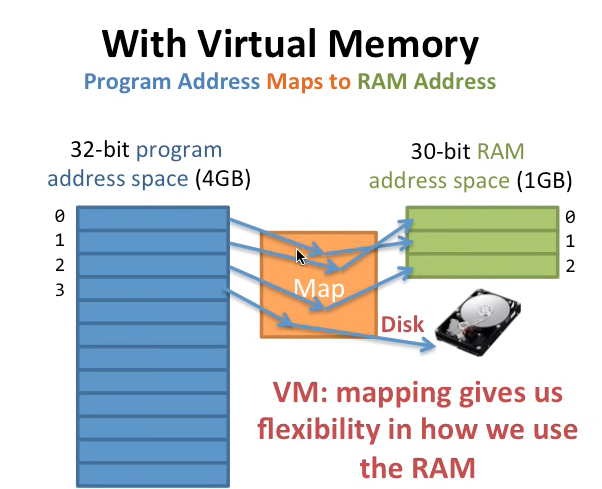 With Virtual Memory
Program Address Maps to RAM Address
32-bit program
address space (4GB)
30-bit RAM
address space (1GB)
0
1
2
3
Map
0
1
2
Disk
VM: mapping gives us
flexibility in how we use
the RAM